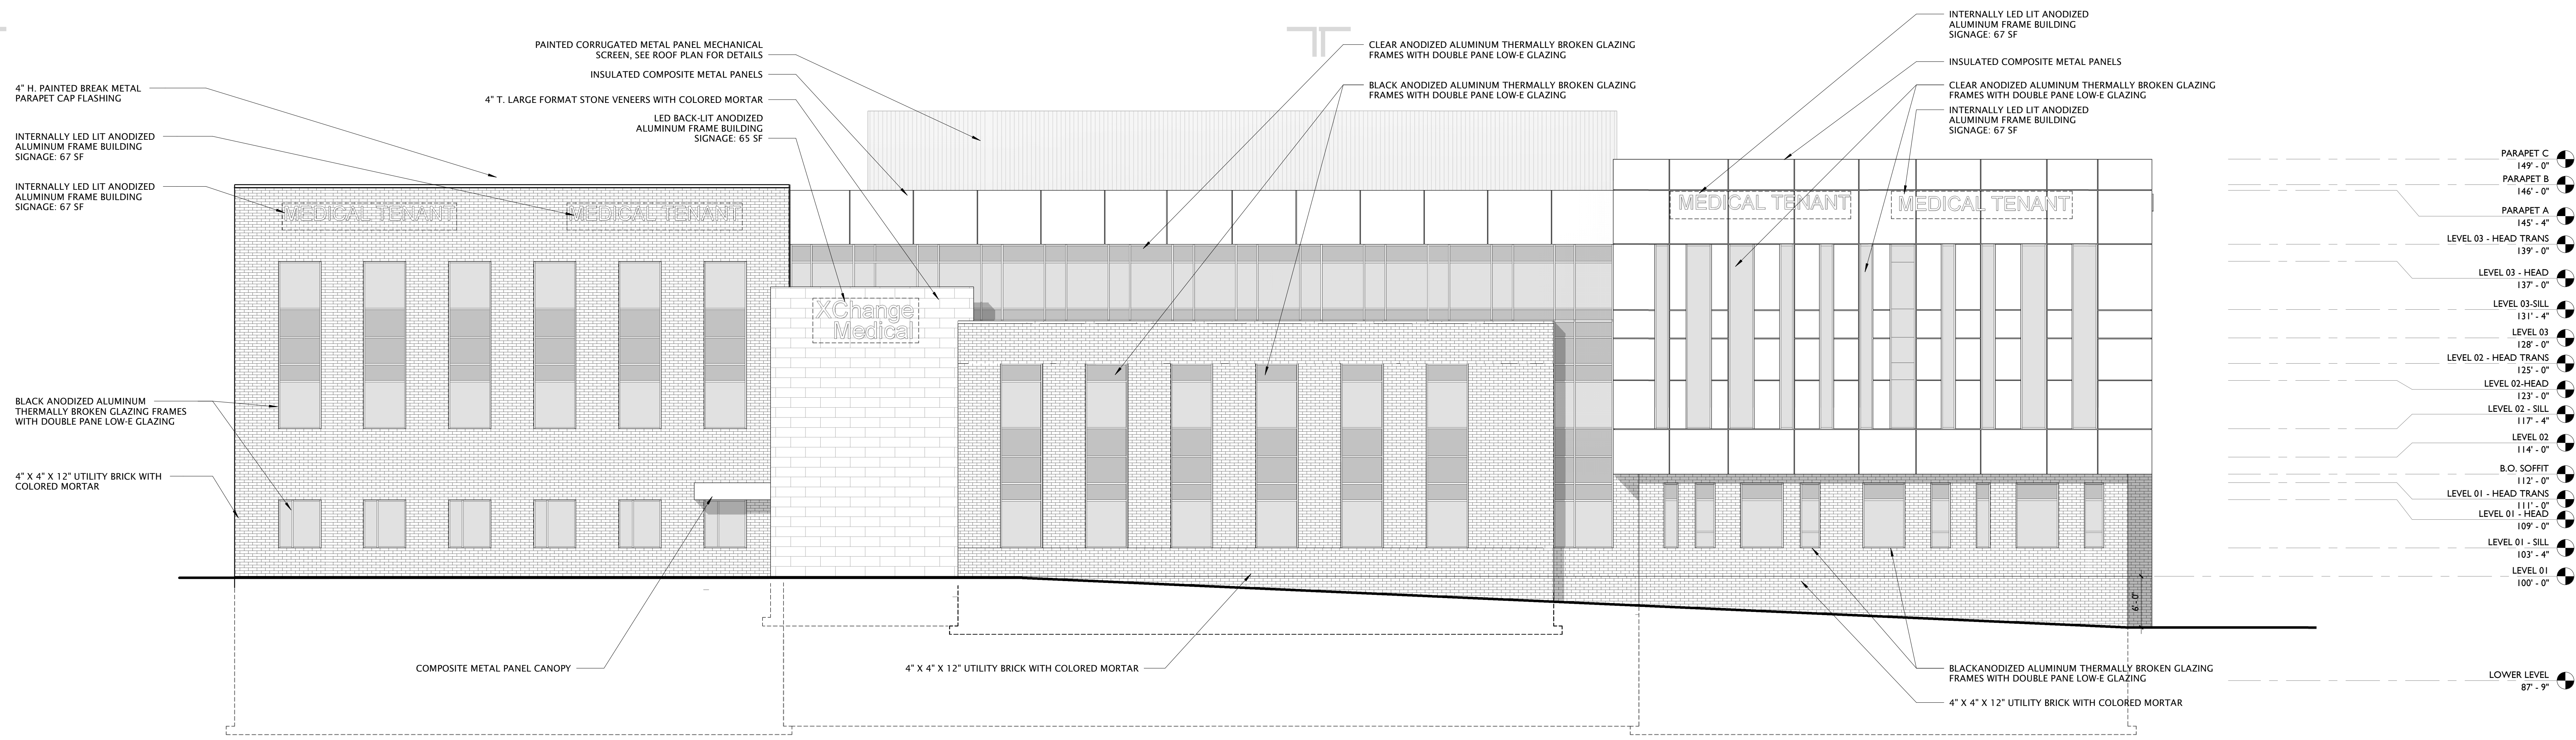 4" H. PAINTED BREAK METAL
PARAPET CAP FLASHING
INTERNALLY LED LIT ANODIZED
ALUMINUM FRAME BUILDING
SIGNAGE: 67 SF
INTERNALLY LED LIT ANODIZED
ALUMINUM FRAME BUILDING
SIGNAGE: 67 SF
BLACK ANODIZED ALUMINUM
THERMALLY BROKEN GLAZING FRAMES
WITH DOUBLE PANE LOW-E GLAZING
4" X 4" X 12" UTILITY BRICK WITH
COLORED MORTAR
PAINTED CORRUGATED METAL PANEL MECHANICAL
SCREEN, SEE ROOF PLAN FOR DETAILS
INSULATED COMPOSITE METAL PANELS
4" T. LARGE FORMAT STONE VENEERS WITH COLORED MORTAR
LED BACK-LIT ANODIZED
ALUMINUM FRAME BUILDING
SIGNAGE: 65 SF
CLEAR ANODIZED ALUMINUM THERMALLY BROKEN GLAZING
FRAMES WITH DOUBLE PANE LOW-E GLAZING
BLACK ANODIZED ALUMINUM THERMALLY BROKEN GLAZING
FRAMES WITH DOUBLE PANE LOW-E GLAZING
INTERNALLY LED LIT ANODIZED
ALUMINUM FRAME BUILDING
SIGNAGE: 67 SF
INSULATED COMPOSITE METAL PANELS
CLEAR ANODIZED ALUMINUM THERMALLY BROKEN GLAZING
FRAMES WITH DOUBLE PANE LOW-E GLAZING
INTERNALLY LED LIT ANODIZED
ALUMINUM FRAME BUILDING
SIGNAGE: 67 SF
MEDICAL TENANT
MEDICAL TENANT
MEDICAL TENANT
MEDICAL TENANT
XChange
Medical
COMPOSITE METAL PANEL CANOPY
4" X 4" X 12" UTILITY BRICK WITH COLORED MORTAR
BLACKANODIZED ALUMINUM THERMALLY BROKEN GLAZING
FRAMES WITH DOUBLE PANE LOW-E GLAZING
4" X 4" X 12" UTILITY BRICK WITH COLORED MORTAR
6' - 0"
PARAPET C
149' - 0"
PARAPET B
146' - 0"
PARAPET A
145' - 4"
LEVEL 03 - HEAD TRANS
139' - 0"
LEVEL 03 - HEAD
137' - 0"
LEVEL 03-SILL
131' - 4"
LEVEL 03
128' - 0"
LEVEL 02 - HEAD TRANS
125' - 0"
LEVEL 02-HEAD
123' - 0"
LEVEL 02 - SILL
117' - 4"
LEVEL 02
114' - 0"
B.O. SOFFIT
112' - 0"
LEVEL 01 - HEAD TRANS
111' - 0"
LEVEL 01 - HEAD
109' - 0"
LEVEL 01 - SILL
103' - 4"
LEVEL 01
100' - 0"
LOWER LEVEL
87' - 9"